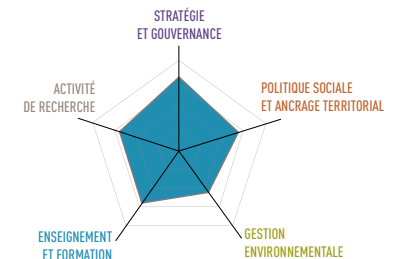 STRATÉGIE
ET GOUVERNANCE
ACTIVITÉ
DE RECHERCHE
POLITIQUE SOCIALE
ET ANCRAGE TERRITORIAL
ENSEIGNEMENT
ET FORMATION
GESTION
ENVIRONNEMENTALE